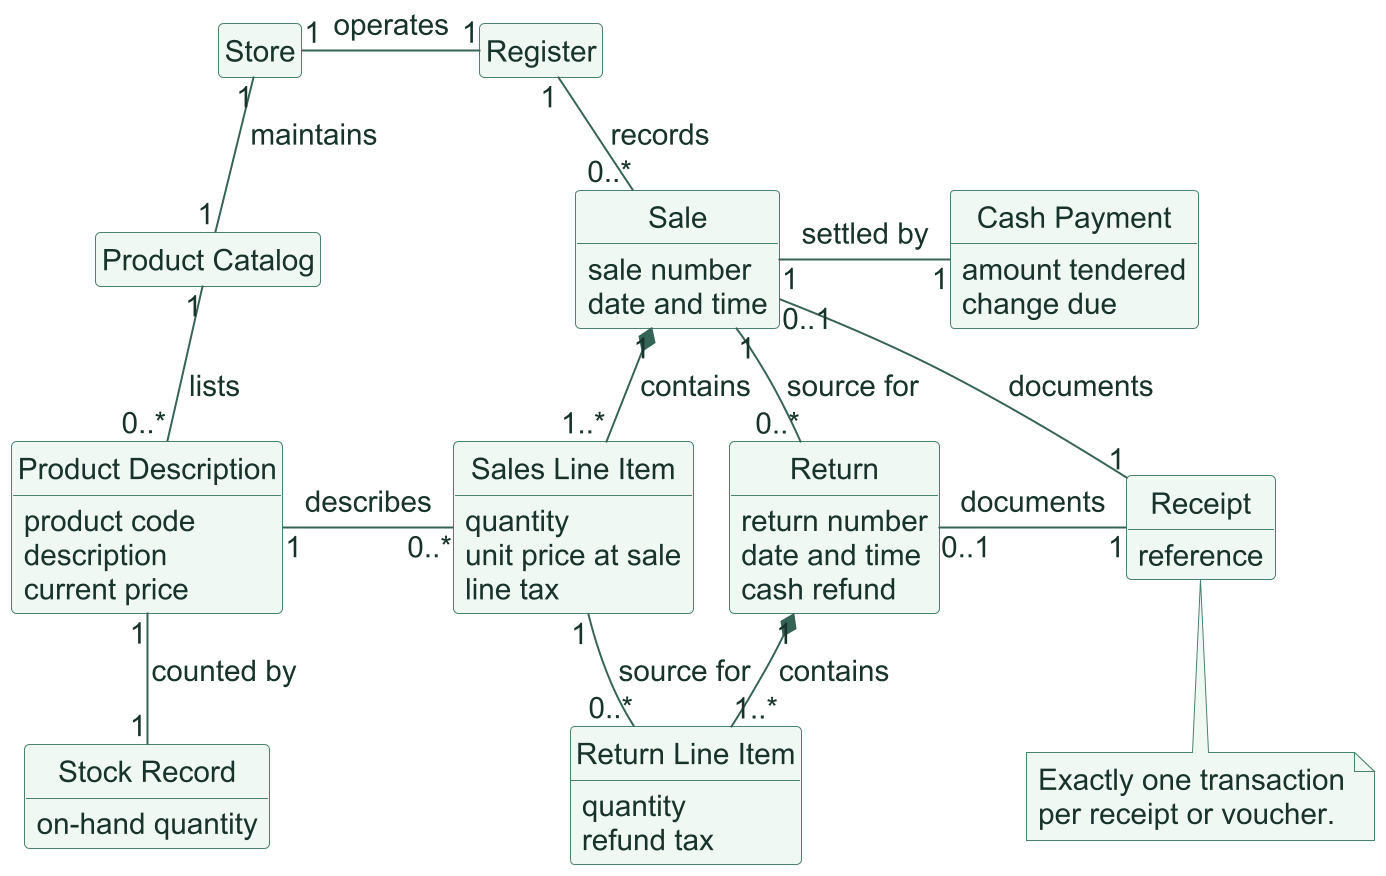 Store
1
operates
1
Register
1
maintains
1
Product Catalog
1
records
0..*
Sale
sale number
date and time
settled by
1
1
Cash Payment
amount tendered
change due
1
lists
0..*
1
contains
1..*
1
source for
0..*
0..1
documents
1
Product Description
product code
description
current price
describes
1
0..*
Sales Line Item
quantity
unit price at sale
line tax
Return
return number
date and time
cash refund
documents
0..1
1
Receipt
reference
1
counted by
1
1
source for
0..*
1
contains
1..*
Stock Record
on-hand quantity
Return Line Item
quantity
refund tax
Exactly one transaction
per receipt or voucher.